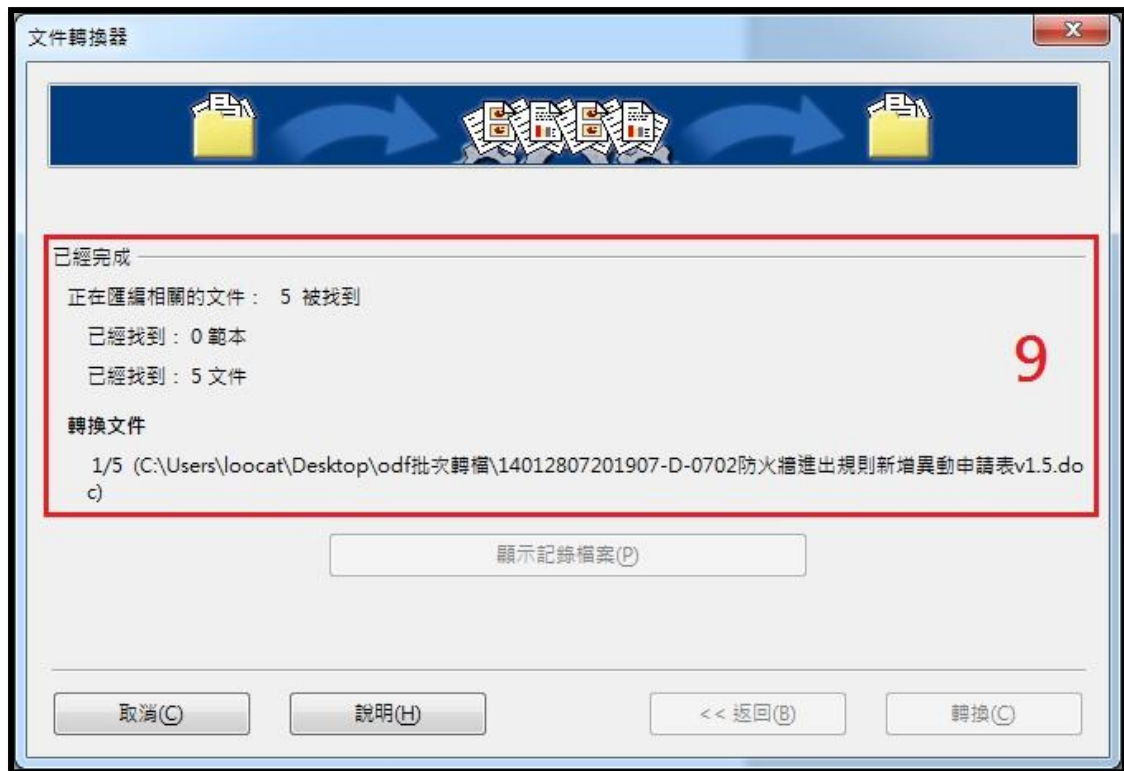 文件轉換器
已經完成
正在匯編相關的文件： 5 被找到
已經找到：0 範本
已經找到：5 文件
9
轉換文件
1/5 (C:\Users\loocat\Desktop\odf批次轉檔\14012807201907-D-0702防火牆進出規則新增異動申請表v1.5.do
c)
顯示記錄檔案(P)
取消(C)
說明(H)
<< 返回(B)
轉換(C)